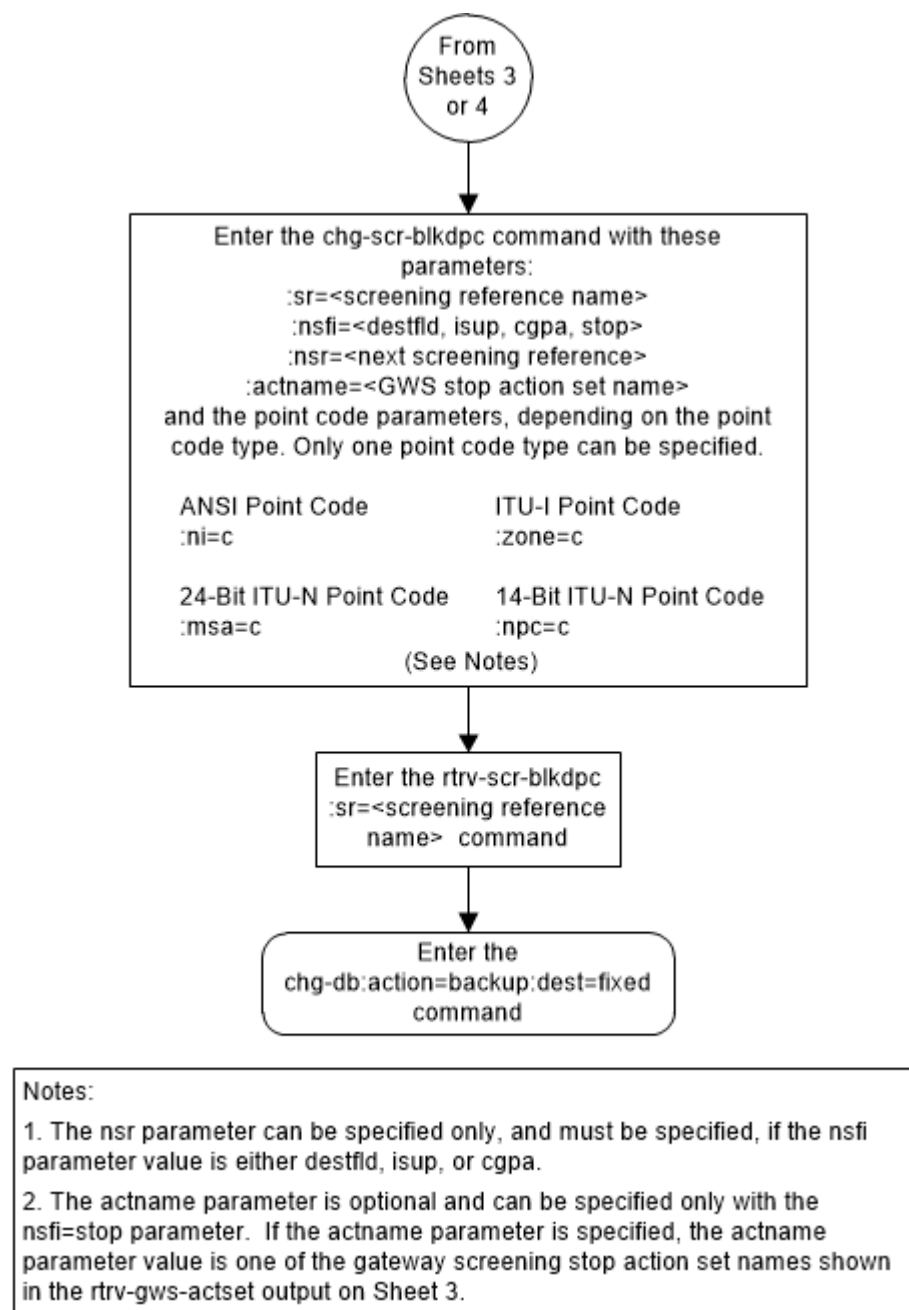 From
Sheets 3
or 4
Enter the chg-scr-blkdpc command with these
parameters:
:sr=<screening reference name>
:nsfi=<destfld, isup, cgpa, stop>
:nsr=<next screening reference>
:actname=<GWS stop action set name>
and the point code parameters, depending on the point
code type. Only one point code type can be specified.
ANSI Point Code
:ni=c
ITU-I Point Code
:zone=c
24-Bit ITU-N Point Code
:msa=c
14-Bit ITU-N Point Code
:npc=c
(See Notes)
Enter the rtrv-scr-blkdpc
:sr=<screening reference
name> command
Enter the
chg-db:action=backup:dest=fixed
command
Notes:
1. The nsr parameter can be specified only, and must be specified, if the nsfi
parameter value is either destfld, isup, or cgpa.
2. The actname parameter is optional and can be specified only with the
nsfi=stop parameter. If the actname parameter is specified, the actname
parameter value is one of the gateway screening stop action set names shown
in the rtrv-gws-actset output on Sheet 3.